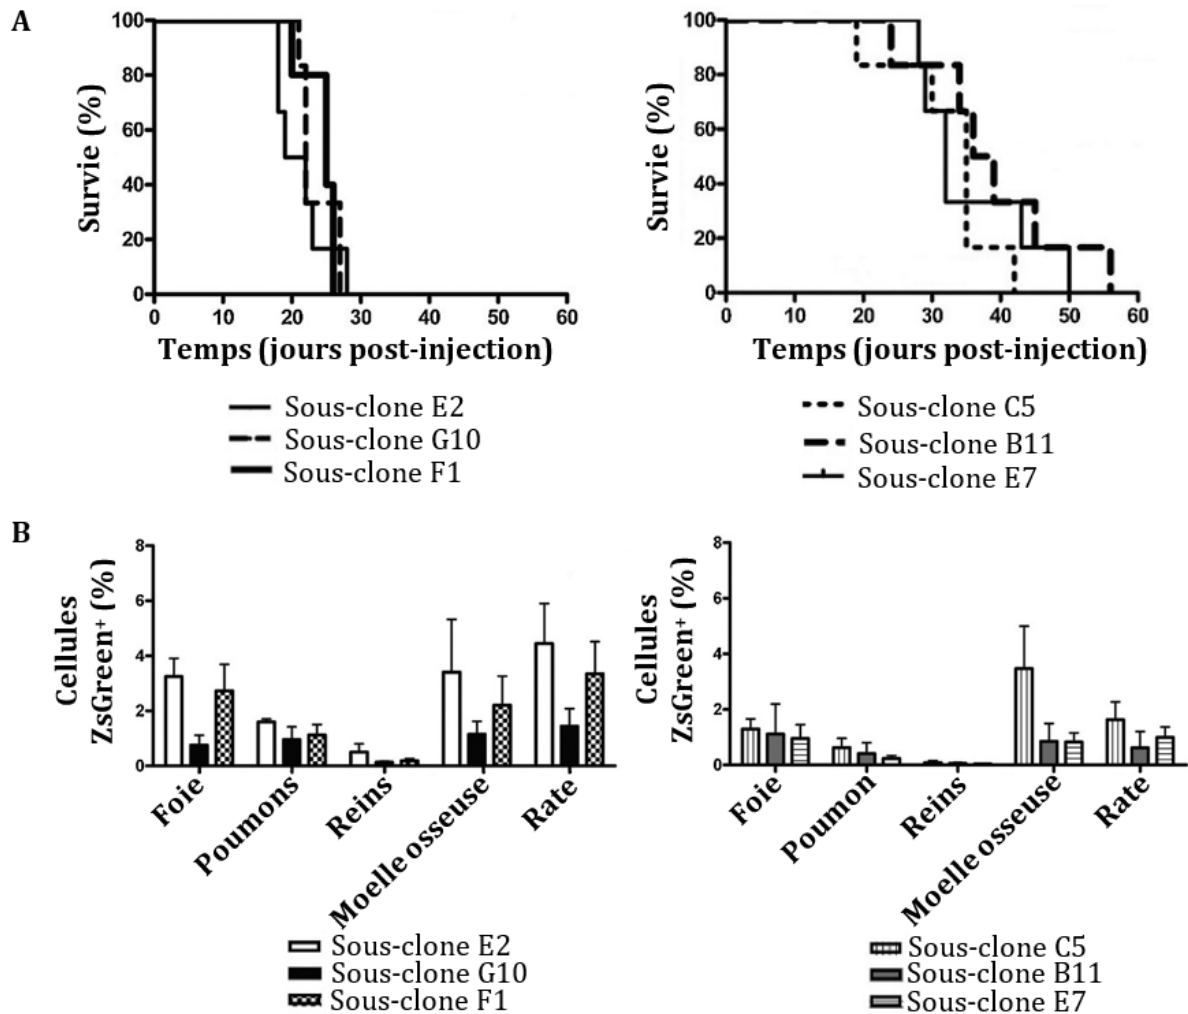 A
Survie (%)
100
80
60
40
20
0
0 10 20 30 40 50 60
Temps (jours post-injection)
Sous-clone E2
Sous-clone G10
Sous-clone F1
Survie (%)
100
80
60
40
20
0
0 10 20 30 40 50 60
Temps (jours post-injection)
Sous-clone C5
Sous-clone B11
Sous-clone E7
B
Cellules
ZsGreen⁺ (%)
8
6
4
2
0
Foie
Poumons
Reins
Moelle osseuse
Rate
Sous-clone E2
Sous-clone G10
Sous-clone F1
Cellules
ZsGreen⁺ (%)
8
6
4
2
0
Foie
Poumon
Reins
Moelle osseuse
Rate
Sous-clone C5
Sous-clone B11
Sous-clone E7